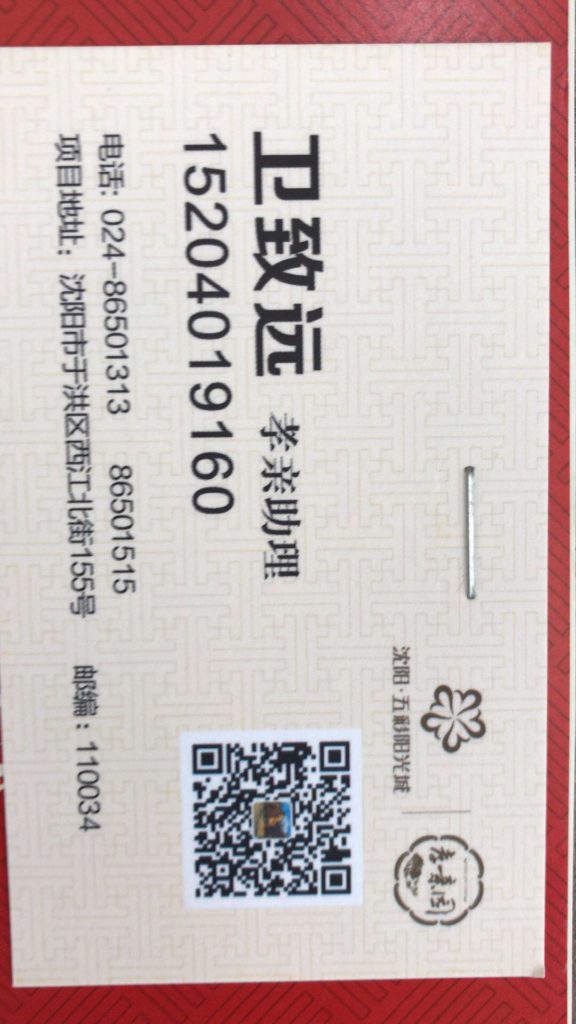 沈阳·五彩阳光城
孝亲园
卫致远 孝亲助理
15204019160
电话: 024-86501313 86501515
项目地址: 沈阳市于洪区西江北街155号 邮编: 110034